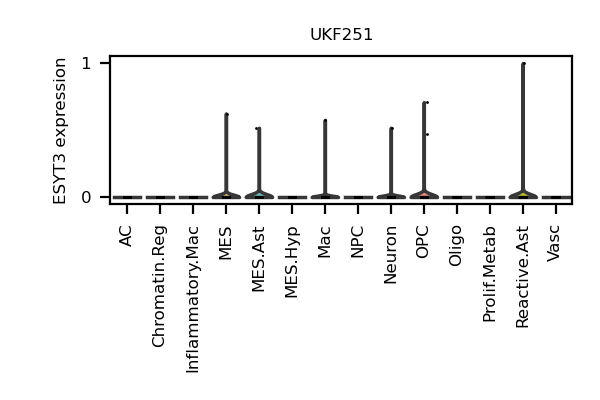 UKF251
ESYT3 expression
1
0
AC
Chromatin.Reg
Inflammatory.Mac
MES
MES.Ast
MES.Hyp
Mac
NPC
Neuron
OPC
Oligo
Prolif.Metab
Reactive.Ast
Vasc